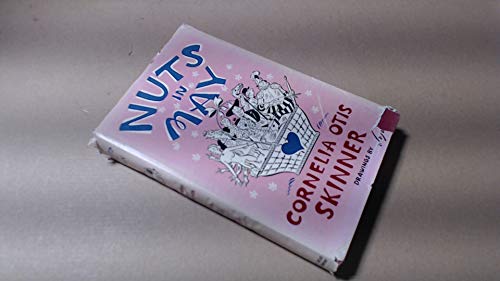 NUTS
IN
MAY
CORNELIA OTIS
SKINNER
DRAWINGS BY